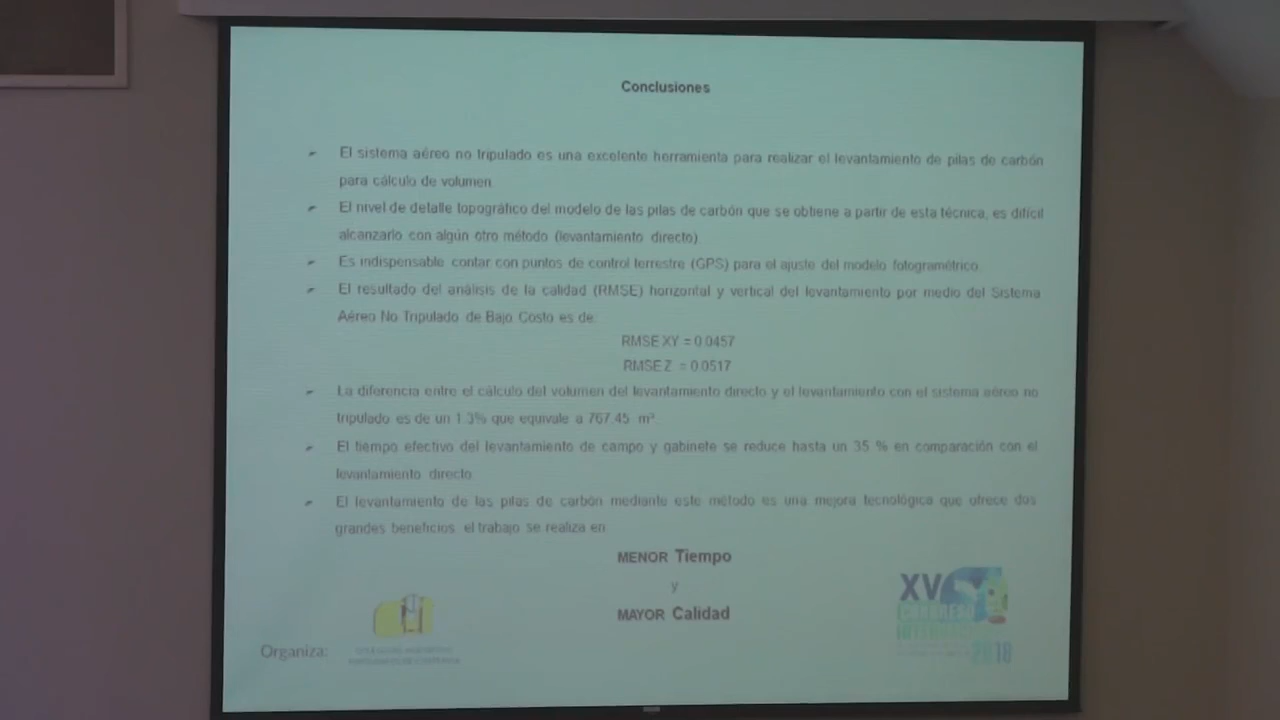 Conclusiones
El sistema aéreo no tripulado es una excelente herramienta para realizar el levantamiento de pilas de carbón
para cálculo de volumen
El nivel de detalle topográfico del modelo de las pilas de carbón que se obtiene a partir de esta técnica, es difícil
alcanzarlo con algún otro método (levantamiento directo)
Es indispensable contar con puntos de control terrestre (GPS) para el ajuste del modelo fotogramétrico
El resultado del análisis de la calidad (RMSE) horizontal y vertical del levantamiento por medio del Sistema
Aéreo No Tripulado de Bajo Costo es de:
RMSE XY = 0.0457
RMSE Z = 0.0517
La diferencia entre el cálculo del volumen del levantamiento directo y el levantamiento con el sistema aéreo no
tripulado es de un 1.3% que equivale a 767.45 m³.
El tiempo efectivo del levantamiento de campo y gabinete se reduce hasta un 35 % en comparación con el
levantamiento directo
El levantamiento de las pilas de carbón mediante este método es una mejora tecnológica que ofrece dos
grandes beneficios, el trabajo se realiza en:
MENOR Tiempo
y
MAYOR Calidad
Organiza:
XV
CONGRESO
2018